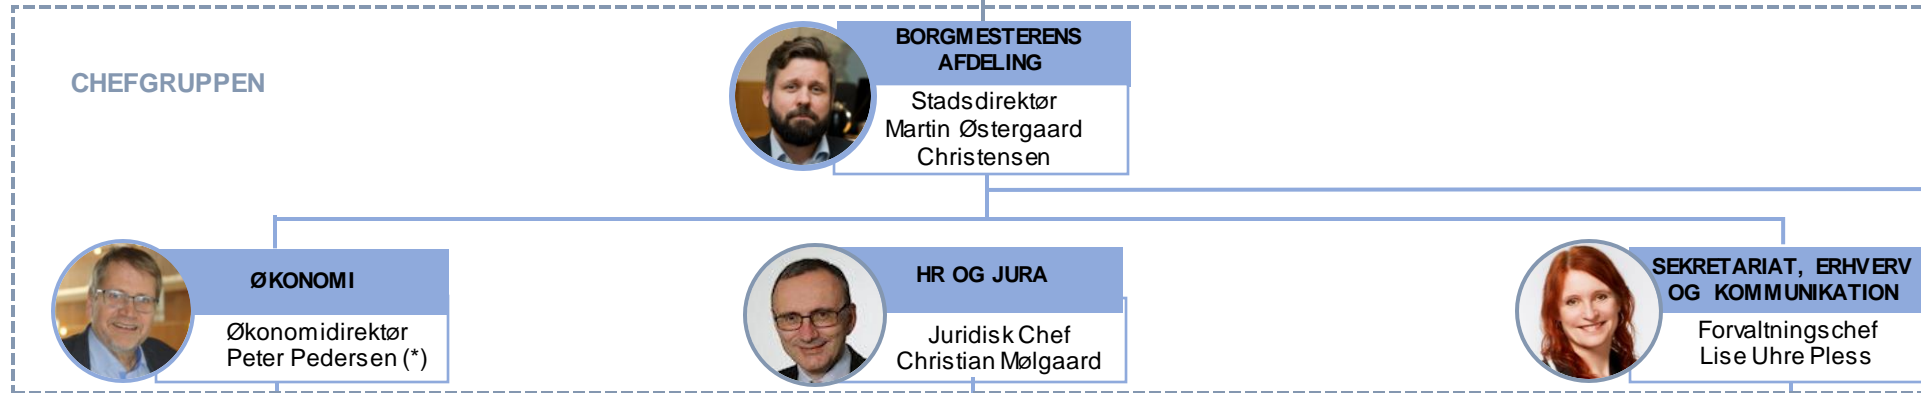 CHEFGRUPPEN
BORGMESTERENS
AFDELING
Stadsdirektør
Martin Østergaard
Christensen
ØKONOMI
Økonomidirektør
Peter Pedersen (*)
HR OG JURA
Juridisk Chef
Christian Mølgaard
SEKRETARIAT, ERHVERV
OG KOMMUNIKATION
Forvaltningschef
Lise Uhre Pless